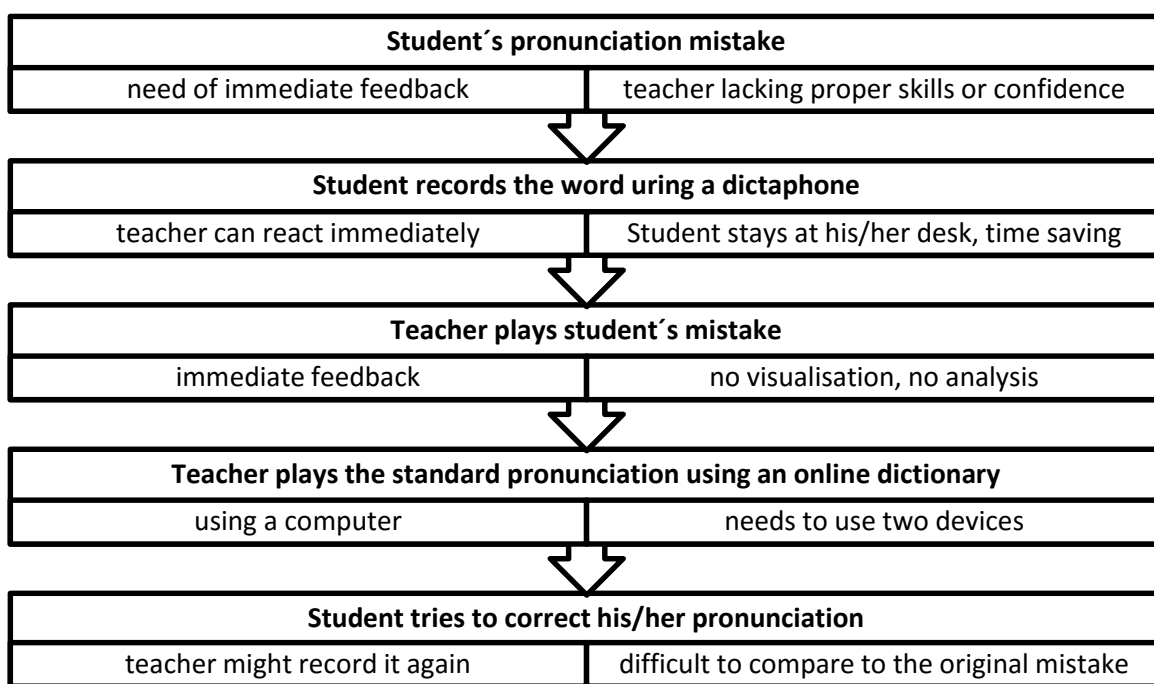 Student´s pronunciation mistake
need of immediate feedback
teacher lacking proper skills or confidence
Student records the word uring a dictaphone
teacher can react immediately
Student stays at his/her desk, time saving
Teacher plays student´s mistake
immediate feedback
no visualisation, no analysis
Teacher plays the standard pronunciation using an online dictionary
using a computer
needs to use two devices
Student tries to correct his/her pronunciation
teacher might record it again
difficult to compare to the original mistake